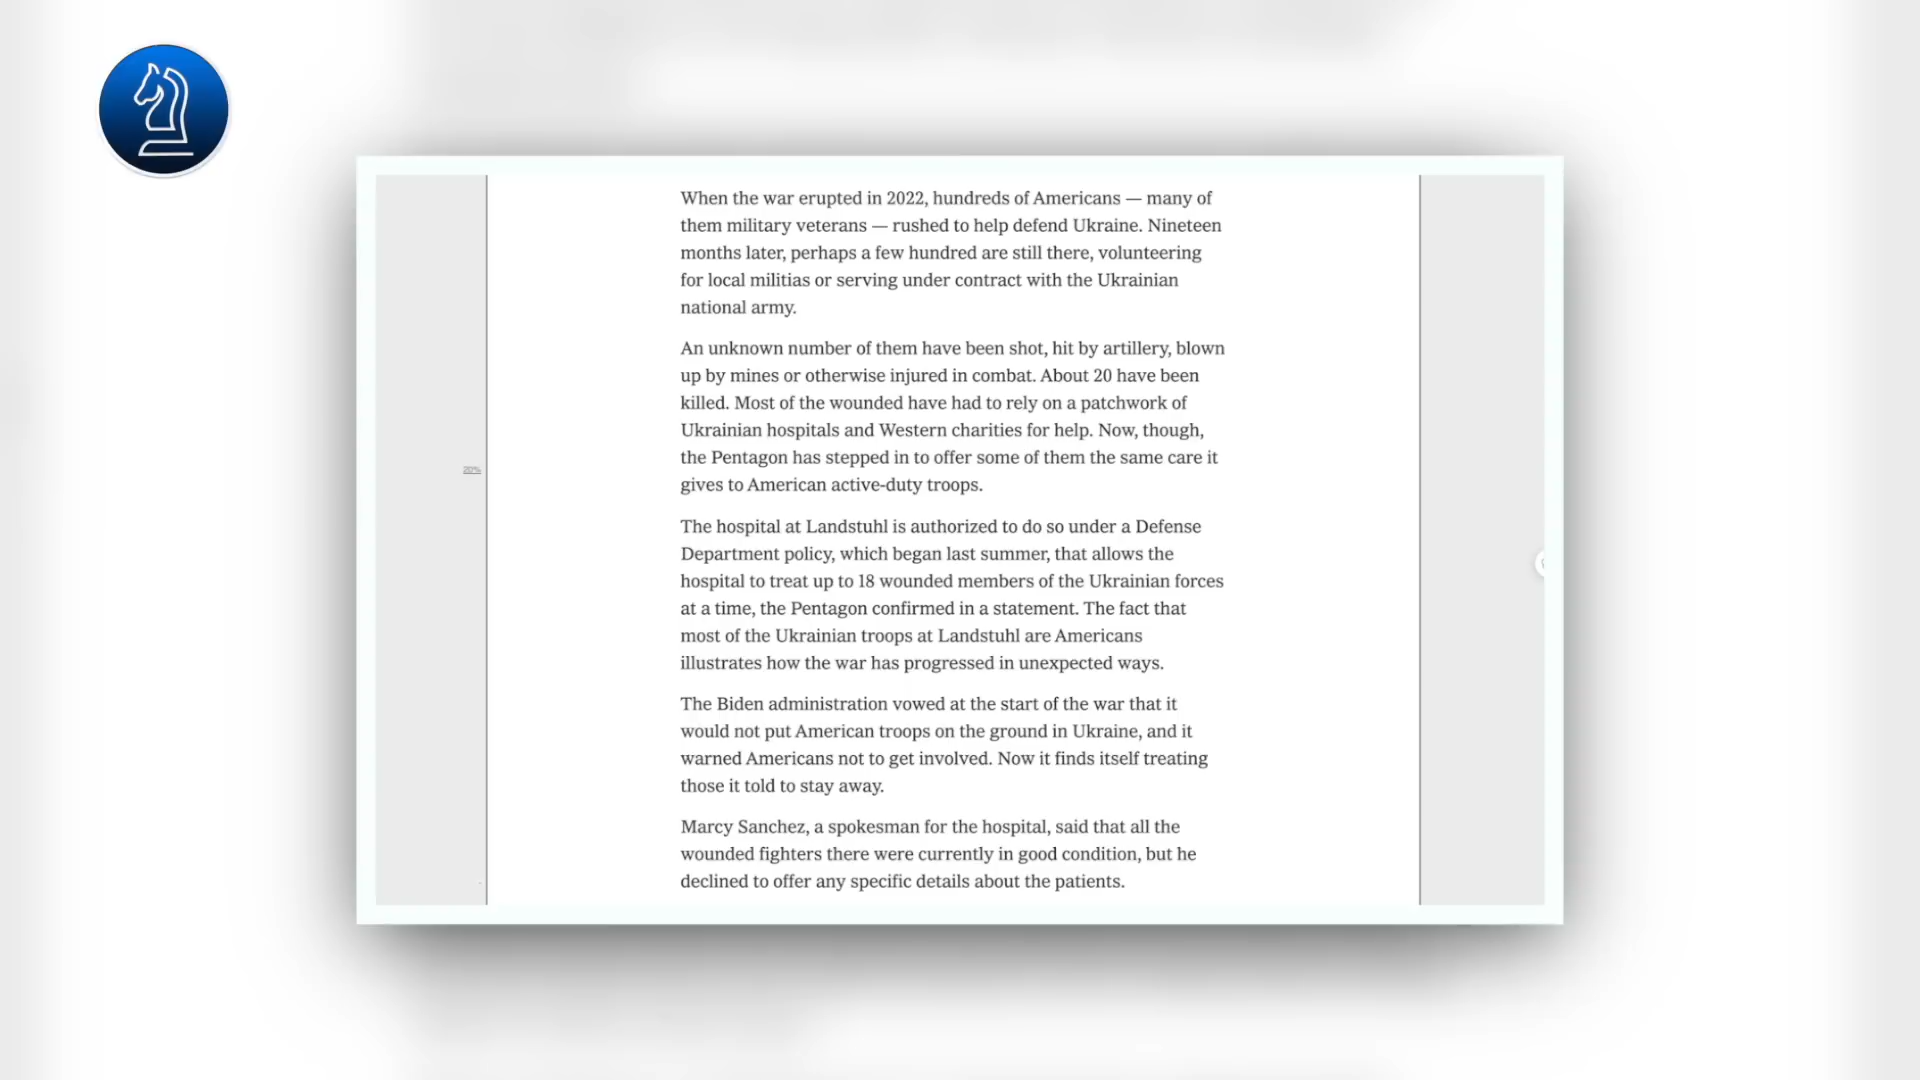 When the war erupted in 2022, hundreds of Americans — many of
them military veterans — rushed to help defend Ukraine. Nineteen
months later, perhaps a few hundred are still there, volunteering
for local militias or serving under contract with the Ukrainian
national army.
An unknown number of them have been shot, hit by artillery, blown
up by mines or otherwise injured in combat. About 20 have been
killed. Most of the wounded have had to rely on a patchwork of
Ukrainian hospitals and Western charities for help. Now, though,
the Pentagon has stepped in to offer some of them the same care it
gives to American active-duty troops.
20%
The hospital at Landstuhl is authorized to do so under a Defense
Department policy, which began last summer, that allows the
hospital to treat up to 18 wounded members of the Ukrainian forces
at a time, the Pentagon confirmed in a statement. The fact that
most of the Ukrainian troops at Landstuhl are Americans
illustrates how the war has progressed in unexpected ways.
The Biden administration vowed at the start of the war that it
would not put American troops on the ground in Ukraine, and it
warned Americans not to get involved. Now it finds itself treating
those it told to stay away.
Marcy Sanchez, a spokesman for the hospital, said that all the
wounded fighters there were currently in good condition, but he
declined to offer any specific details about the patients.